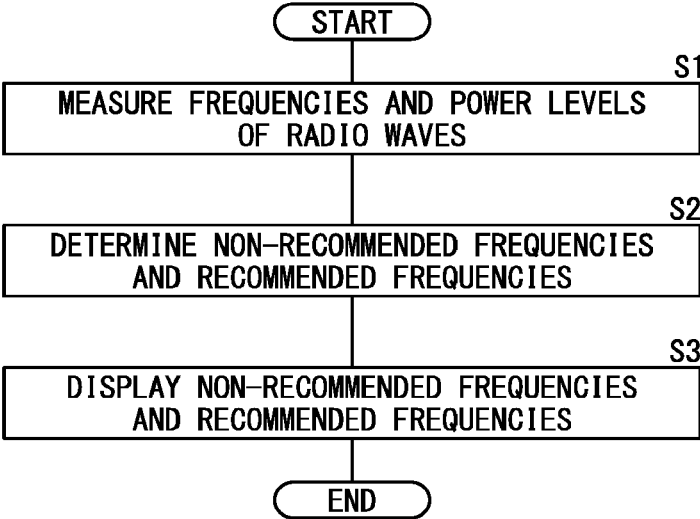 START
S1
MEASURE FREQUENCIES AND POWER LEVELS
OF RADIO WAVES
S2
DETERMINE NON-RECOMMENDED FREQUENCIES
AND RECOMMENDED FREQUENCIES
S3
DISPLAY NON-RECOMMENDED FREQUENCIES
AND RECOMMENDED FREQUENCIES
END